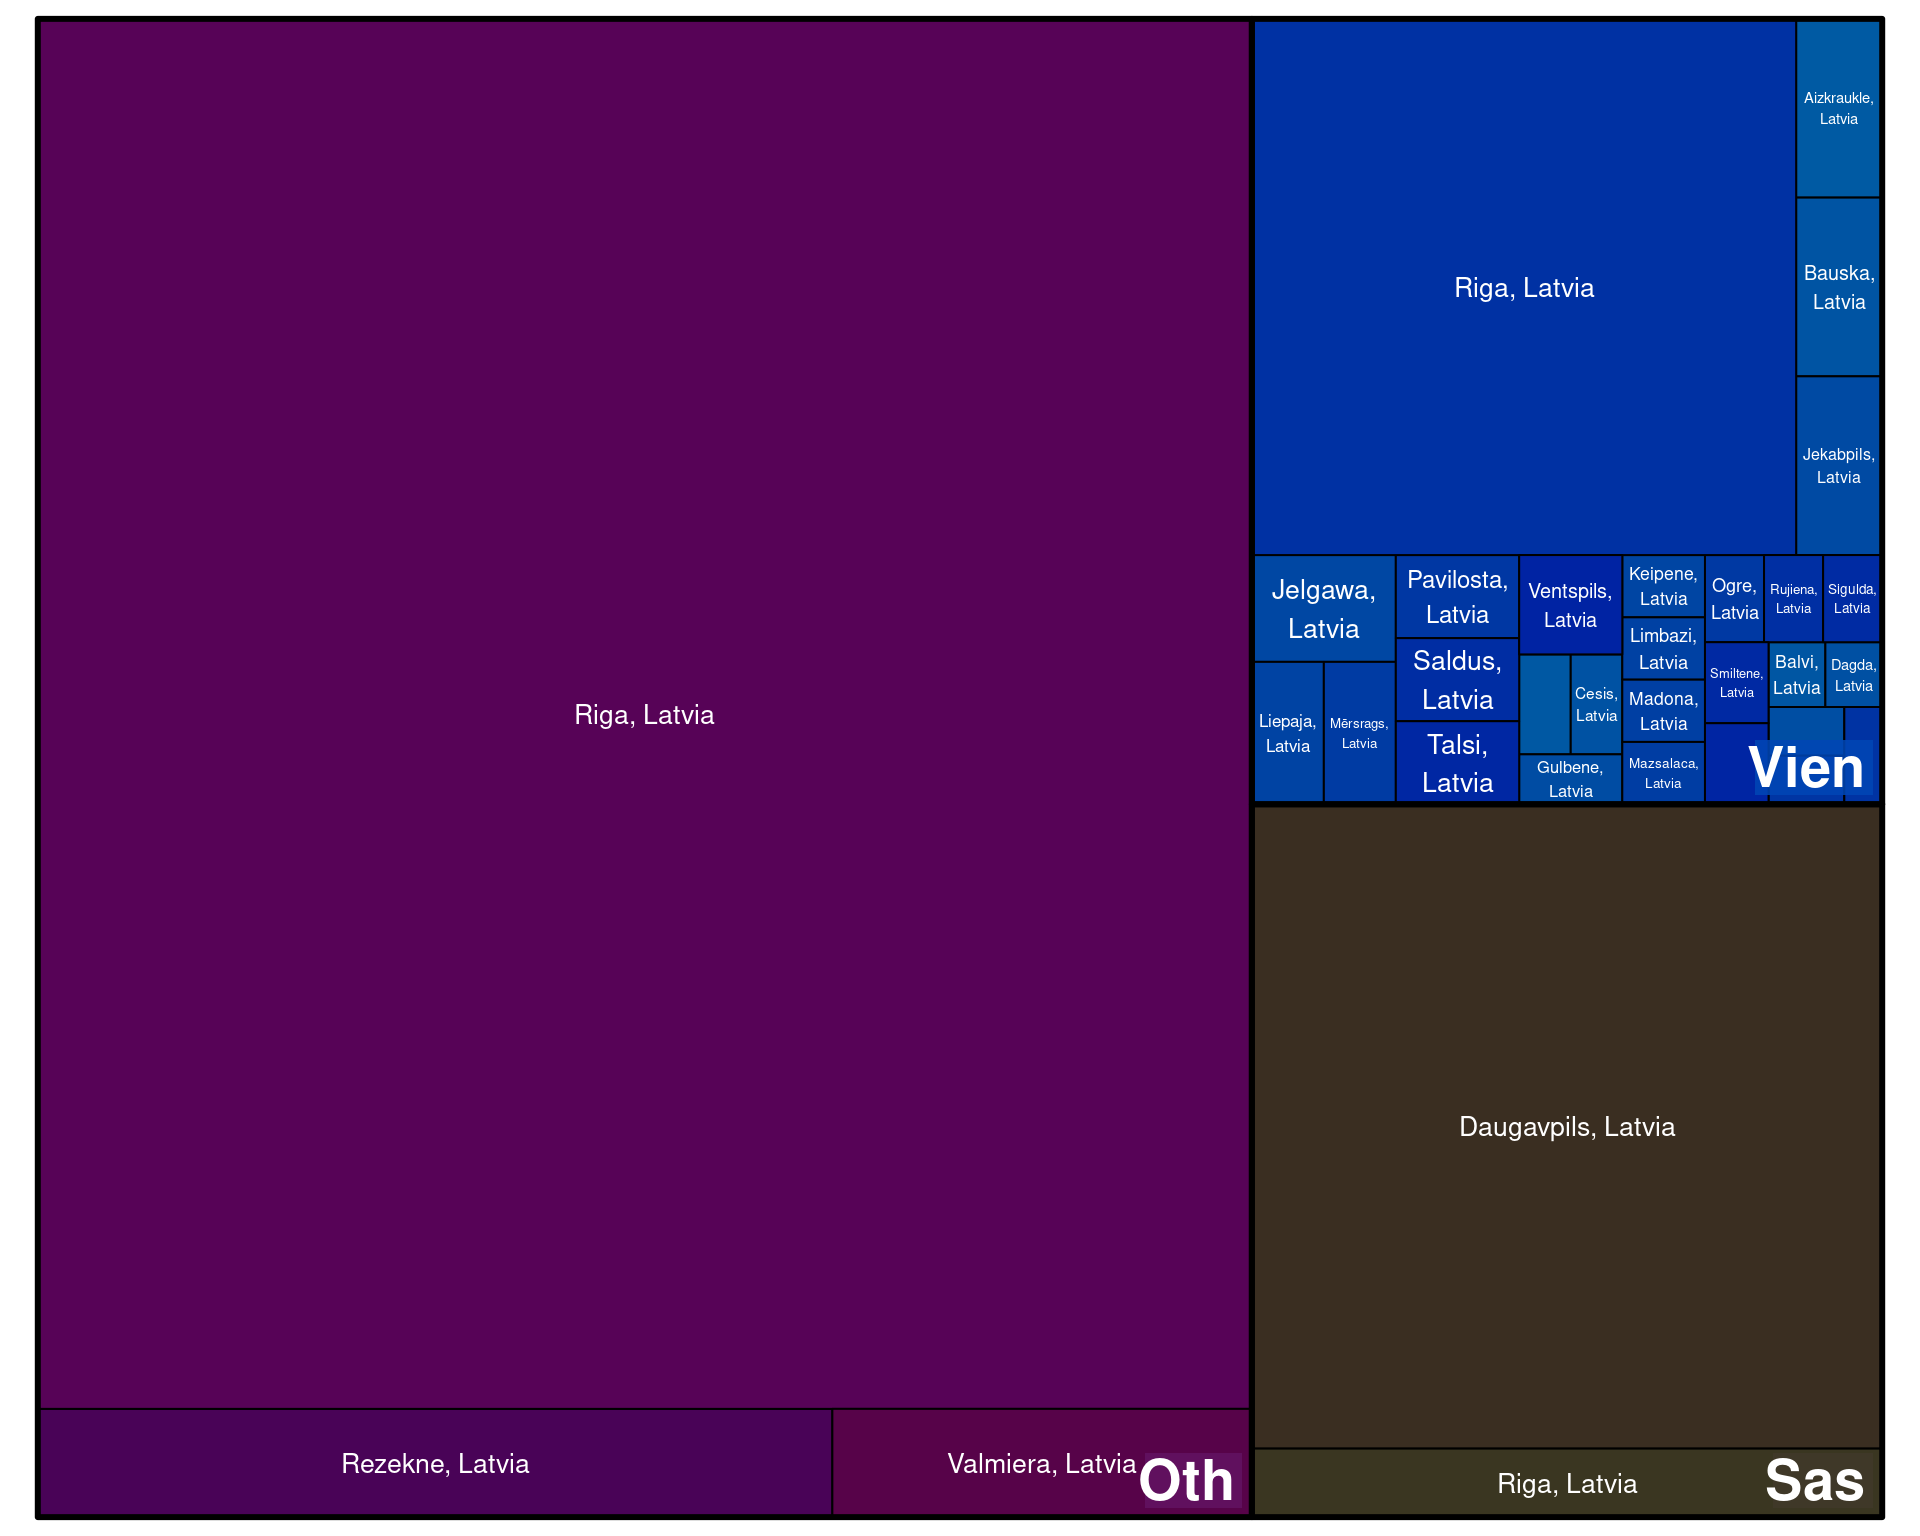 Riga, Latvia
Rezekne, Latvia
Valmiera, Latvia
Oth
Riga, Latvia
Aizkraukle,
Latvia
Bauska,
Latvia
Jekabpils,
Latvia
Jelgawa,
Latvia
Liepaja,
Latvia
Mērsrags,
Latvia
Pavilosta,
Latvia
Saldus,
Latvia
Talsi,
Latvia
Ventspils,
Latvia
Cesis,
Latvia
Gulbene,
Latvia
Keipene,
Latvia
Limbazi,
Latvia
Madona,
Latvia
Mazsalaca,
Latvia
Ogre,
Latvia
Rujiena,
Latvia
Sigulda,
Latvia
Smiltene,
Latvia
Balvi,
Latvia
Dagda,
Latvia
Vien
Daugavpils, Latvia
Riga, Latvia
Sas